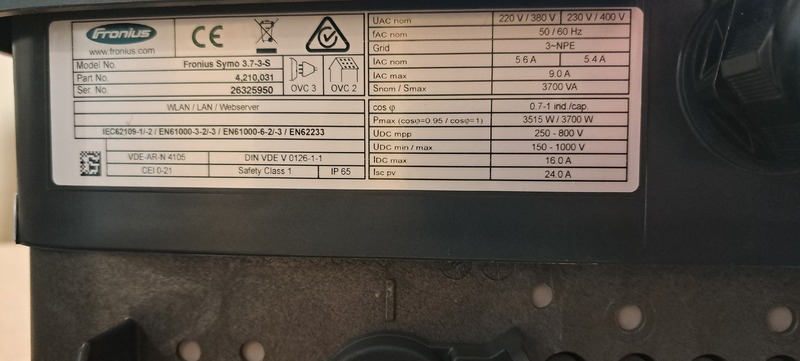 Fronius
www.fronius.com
CE
Model No. Fronius Symo 3.7-3-S
Part No. 4,210,031
Ser. No. 26325950
OVC 3 OVC 2
WLAN / LAN / Webserver
IEC62109-1/-2 / EN61000-3-2/-3 / EN61000-6-2/-3 / EN62233
VDE-AR-N 4105 DIN VDE V 0126-1-1
CEI 0-21 Safety Class 1 IP 65
UAC nom 220 V / 380 V 230 V / 400 V
fAC nom 50 / 60 Hz
Grid 3~NPE
IAC nom 5.6 A 5.4 A
IAC max 9.0 A
Snom / Smax 3700 VA
cos φ 0.7-1 ind./cap.
Pmax (cosφ=0.95 / cosφ=1) 3515 W / 3700 W
UDC mpp 250 - 800 V
UDC min / max 150 - 1000 V
IDC max 16.0 A
Isc pv 24.0 A